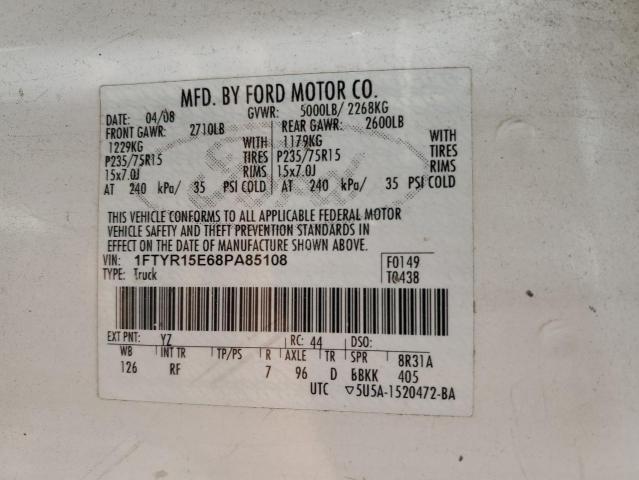 MFD. BY FORD MOTOR CO.
DATE: 04/08 GVWR: 5000LB/ 2268KG
FRONT GAWR: 2710LB REAR GAWR: 2600LB
1229KG WITH 1179KG WITH
P235/75R15 TIRES P235/75R15 TIRES
15x7.0J RIMS 15x7.0J RIMS
AT 240 kPa/ 35 PSI COLD AT 240 kPa/ 35 PSI COLD
THIS VEHICLE CONFORMS TO ALL APPLICABLE FEDERAL MOTOR
VEHICLE SAFETY AND THEFT PREVENTION STANDARDS IN
EFFECT ON THE DATE OF MANUFACTURE SHOWN ABOVE.
VIN: 1FTYR15E68PA85108 F0149
TYPE: Truck T0438
EXT PNT: YZ RC: 44 DSO:
WB INT TR TP/PS R AXLE TR SPR 8R31A
126 RF 7 96 D 405
UTC ▽5U5A-1520472-BA